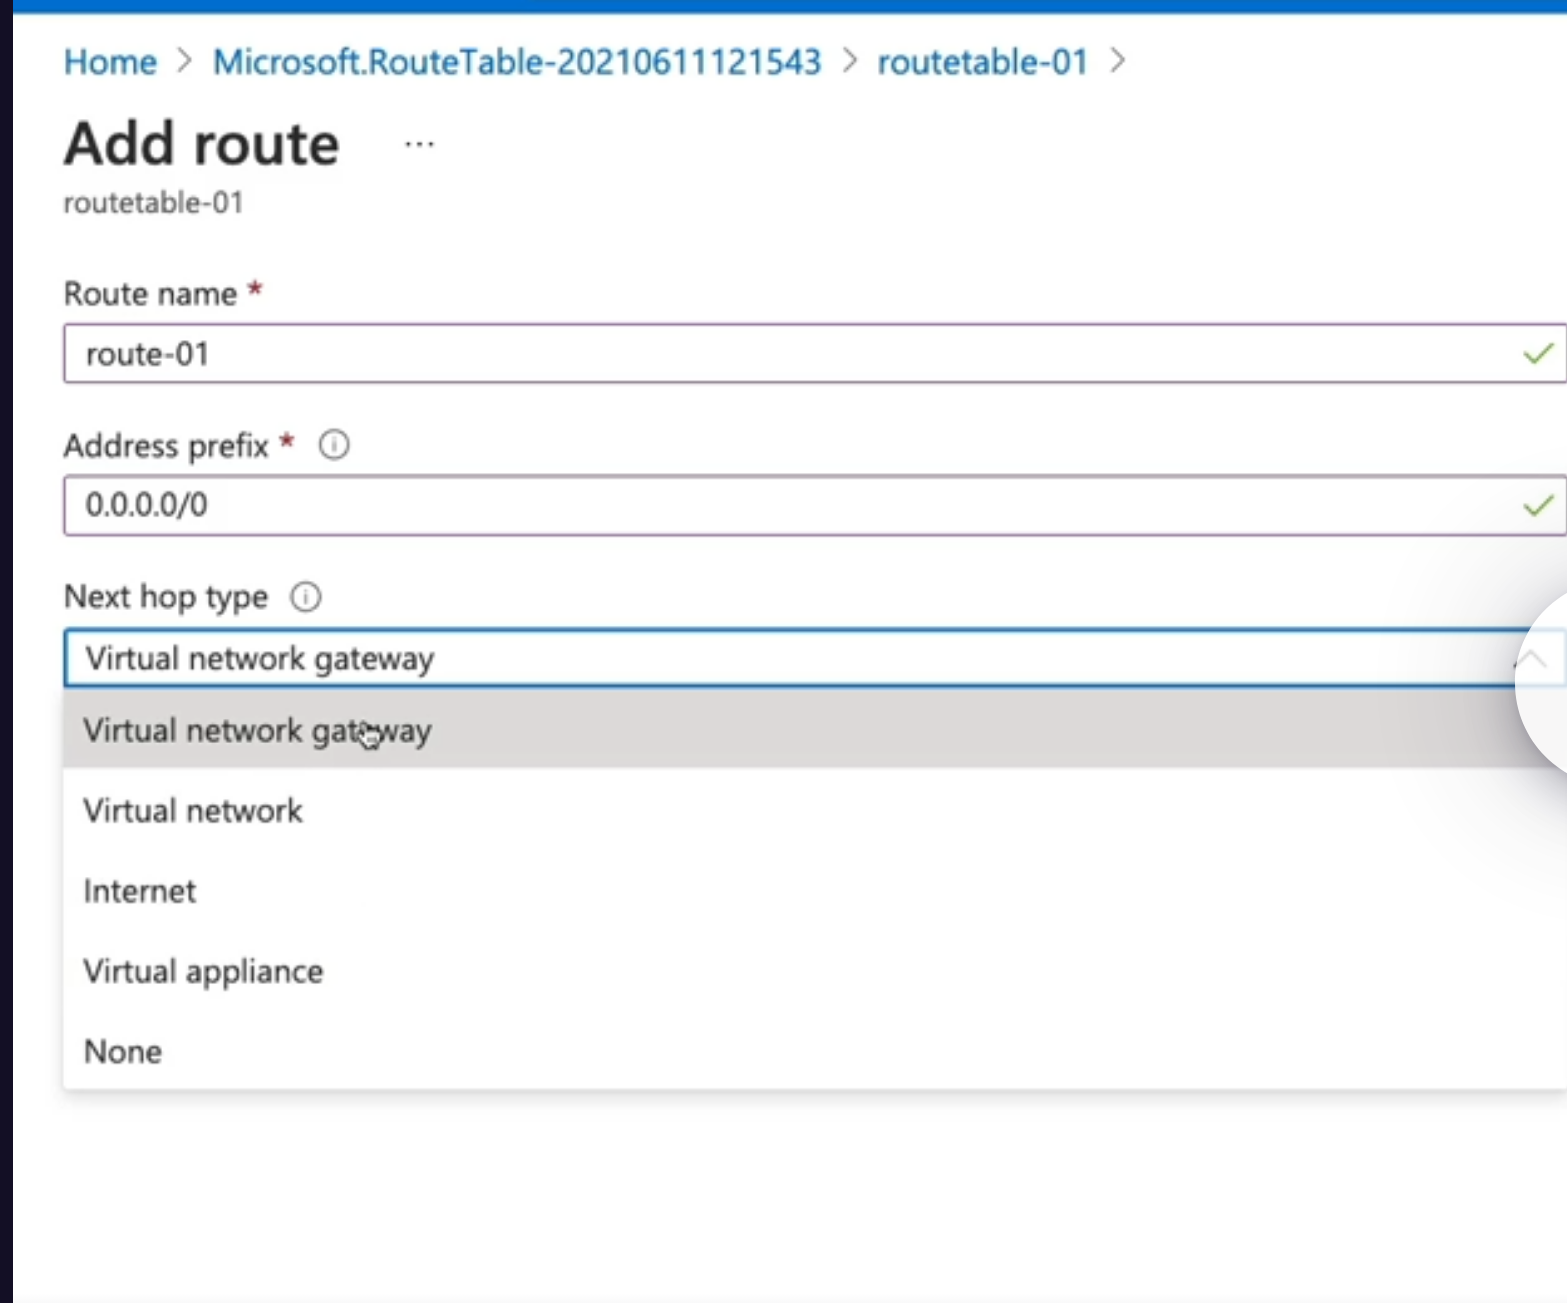 Home > Microsoft.RouteTable-20210611121543 > routetable-01 >
Add route ...
routetable-01
Route name *
route-01
Address prefix *
0.0.0.0/0
Next hop type
Virtual network gateway
Virtual network gateway
Virtual network
Internet
Virtual appliance
None